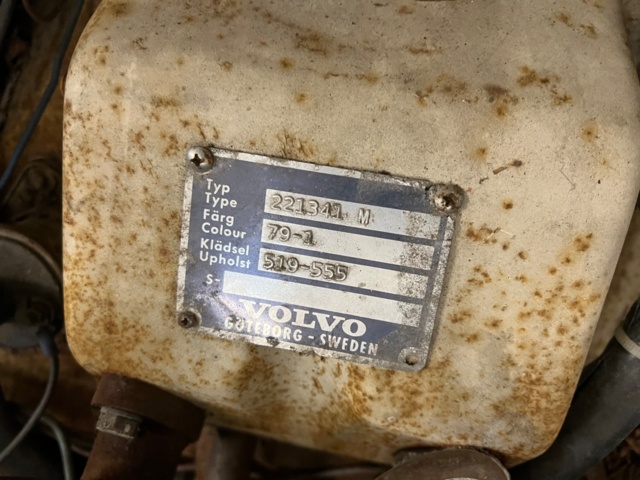 Typ
Type 221341 M
Färg
Colour 79-1
Klädsel
Upholst 519-555
S-
VOLVO
GÖTEBORG - SWEDEN